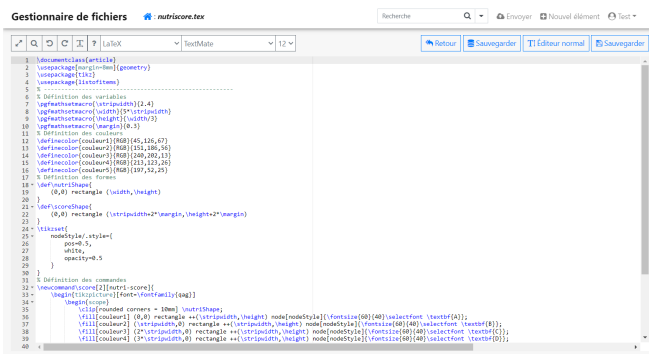 Gestionnaire de fichiers : nutriscore.tex Recherche Envoyer Nouvel élément Test
? LaTeX TextMate 12 Retour Sauvegarder Éditeur normal Sauvegarder
1 \documentclass{article}
2 \usepackage[margin=8mm]{geometry}
3 \usepackage{tikz}
4 \usepackage{listofitems}
5 % ------------------------------------------------
6 % Définition des variables
7 \pgfmathsetmacro{\stripwidth}{2.4}
8 \pgfmathsetmacro{\width}{5*\stripwidth}
9 \pgfmathsetmacro{\height}{\width/3}
10 \pgfmathsetmacro{\margin}{0.3}
11 % Définition des couleurs
12 \definecolor{couleur1}{RGB}{45,126,67}
13 \definecolor{couleur2}{RGB}{151,186,56}
14 \definecolor{couleur3}{RGB}{240,202,13}
15 \definecolor{couleur4}{RGB}{213,123,26}
16 \definecolor{couleur5}{RGB}{197,52,25}
17 % Définition des formes
18 \def\nutriShape{
19 (0,0) rectangle (\width,\height)
20 }
21 \def\scoreShape{
22 (0,0) rectangle (\stripwidth+2*\margin,\height+2*\margin)
23 }
24 \tikzset{
25 nodeStyle/.style={
26 pos=0.5,
27 white,
28 opacity=0.5
29 }
30 }
31 % Définition des commandes
32 \newcommand\score[2][nutri-score]{
33 \begin{tikzpicture}[font=\fontfamily{qag}]
34 \begin{scope}
35 \clip[rounded corners = 10mm] \nutriShape;
36 \fill[couleur1] (0,0) rectangle ++(\stripwidth,\height) node[nodeStyle]{\fontsize{60}{40}\selectfont \textbf{A}};
37 \fill[couleur2] (\stripwidth,0) rectangle ++(\stripwidth,\height) node[nodeStyle]{\fontsize{60}{40}\selectfont \textbf{B}};
38 \fill[couleur3] (2*\stripwidth,0) rectangle ++(\stripwidth,\height) node[nodeStyle]{\fontsize{60}{40}\selectfont \textbf{C}};
39 \fill[couleur4] (3*\stripwidth,0) rectangle ++(\stripwidth,\height) node[nodeStyle]{\fontsize{60}{40}\selectfont \textbf{D}};
40